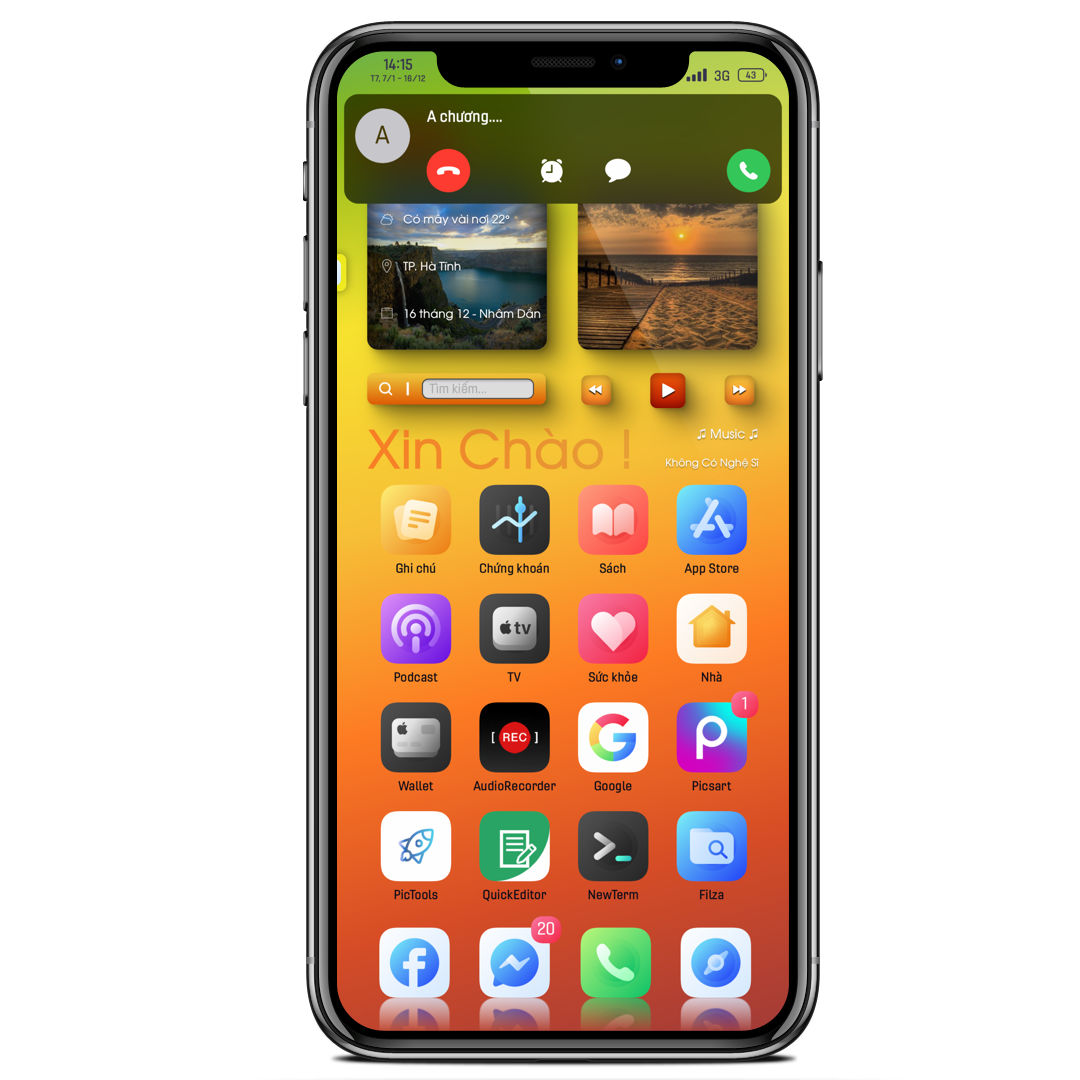 14:15
T7, 7/1 - 16/12
3G
43
A
A chương....
Có mây vài nơi 22°
TP. Hà Tĩnh
16 tháng 12 - Nhâm Dần
Tìm kiếm...
Xin Chào !
♫ Music ♫
Không Có Nghệ Sĩ
Ghi chú
Chứng khoán
Sách
App Store
tv
Podcast
TV
Sức khỏe
Nhà
[ REC ]
1
Wallet
AudioRecorder
Google
Picsart
PicTools
QuickEditor
NewTerm
Filza
20